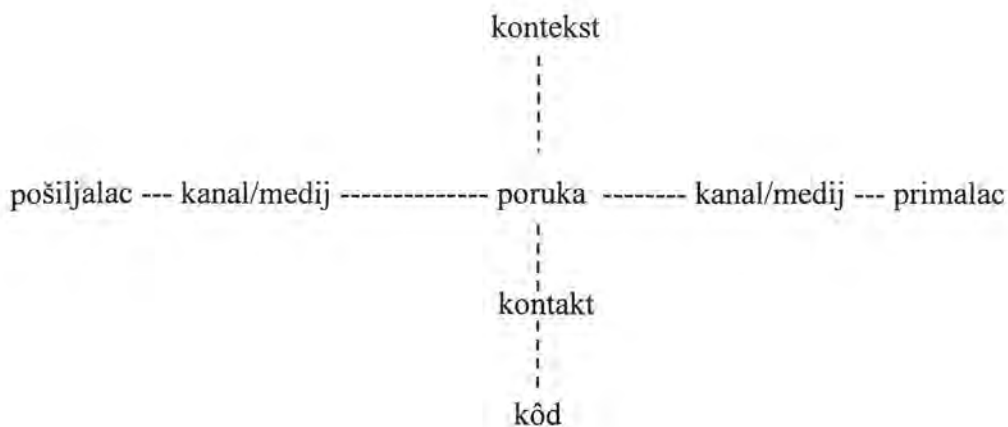 kontekst
pošiljalac --- kanal/medij ------------- poruka ------- kanal/medij --- primalac
kontakt
kôd